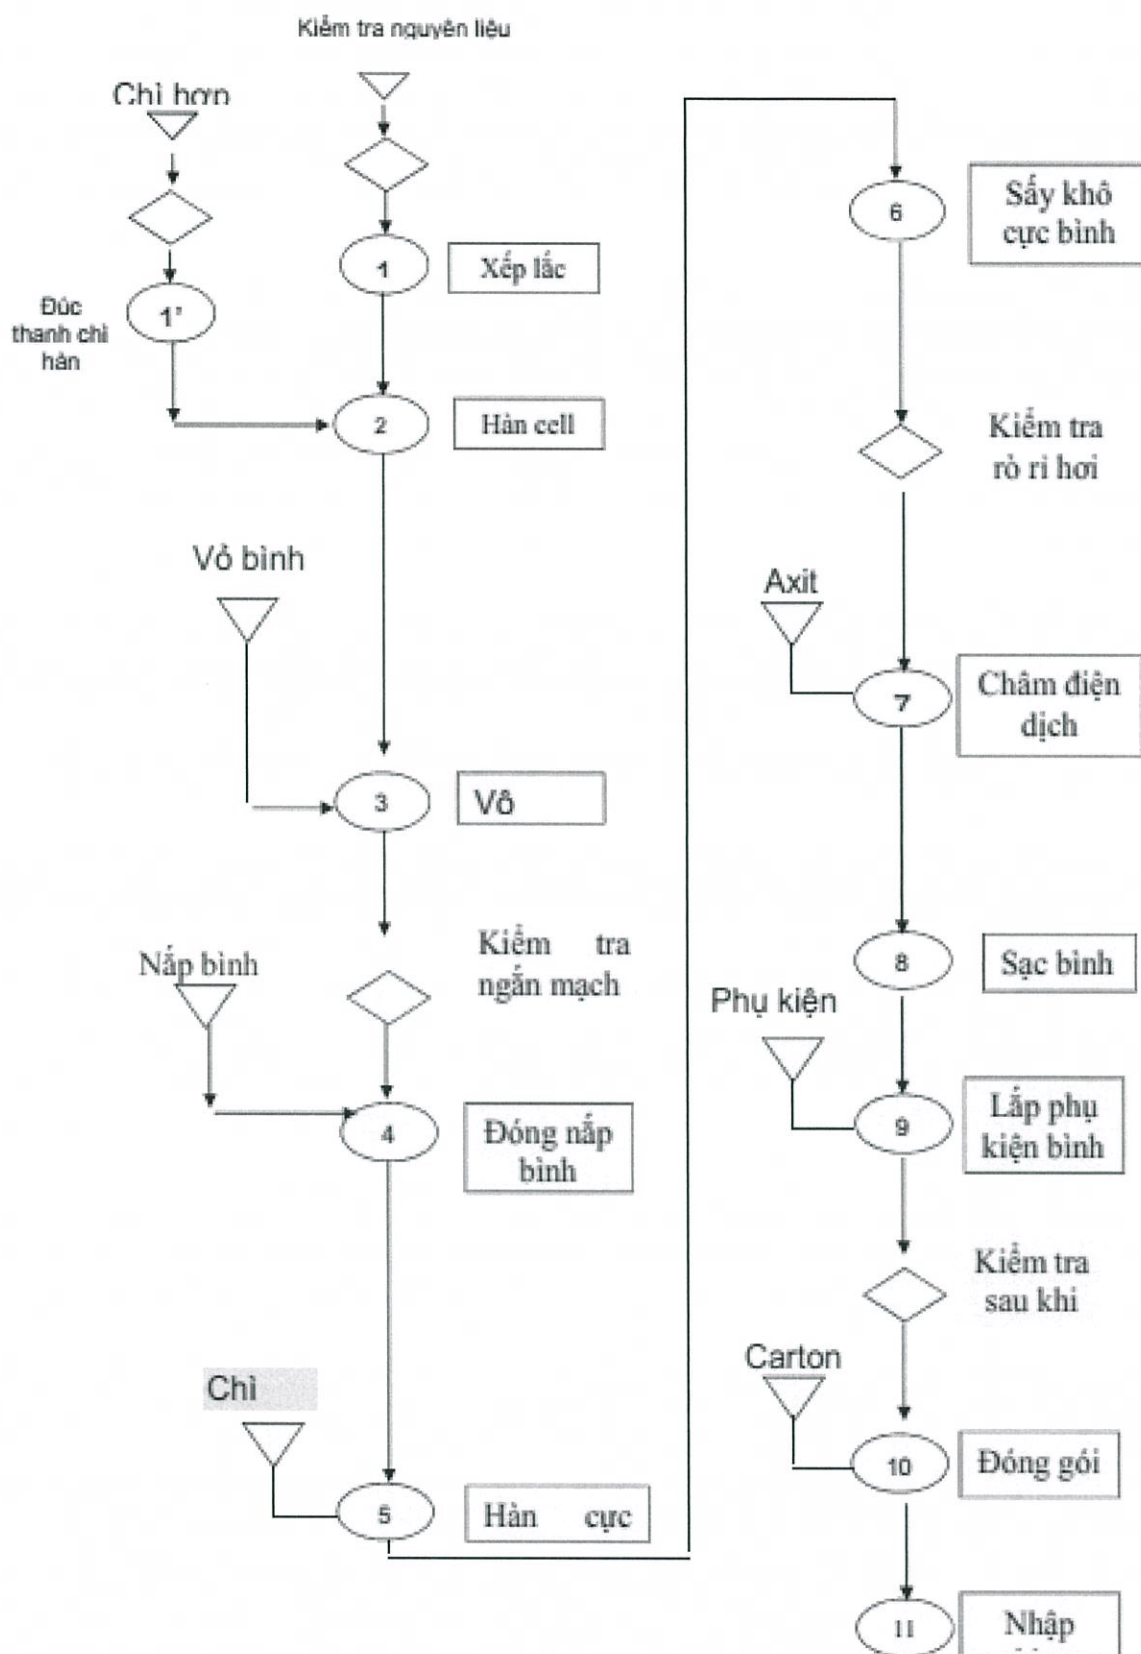 Kiểm tra nguyên liệu
Chì hợp
1
Xếp lắc
Đúc
thanh chì
hàn
1'
2
Hàn cell
Vỏ bình
3
Vô
Kiểm tra
ngắn mạch
Nắp bình
4
Đóng nắp
bình
Chì
5
Hàn cực
6
Sấy khô
cực bình
Kiểm tra
rò rỉ hơi
Axit
7
Châm điện
dịch
8
Sạc bình
Phụ kiện
9
Lắp phụ
kiện bình
Kiểm tra
sau khi
Carton
10
Đóng gói
11
Nhập